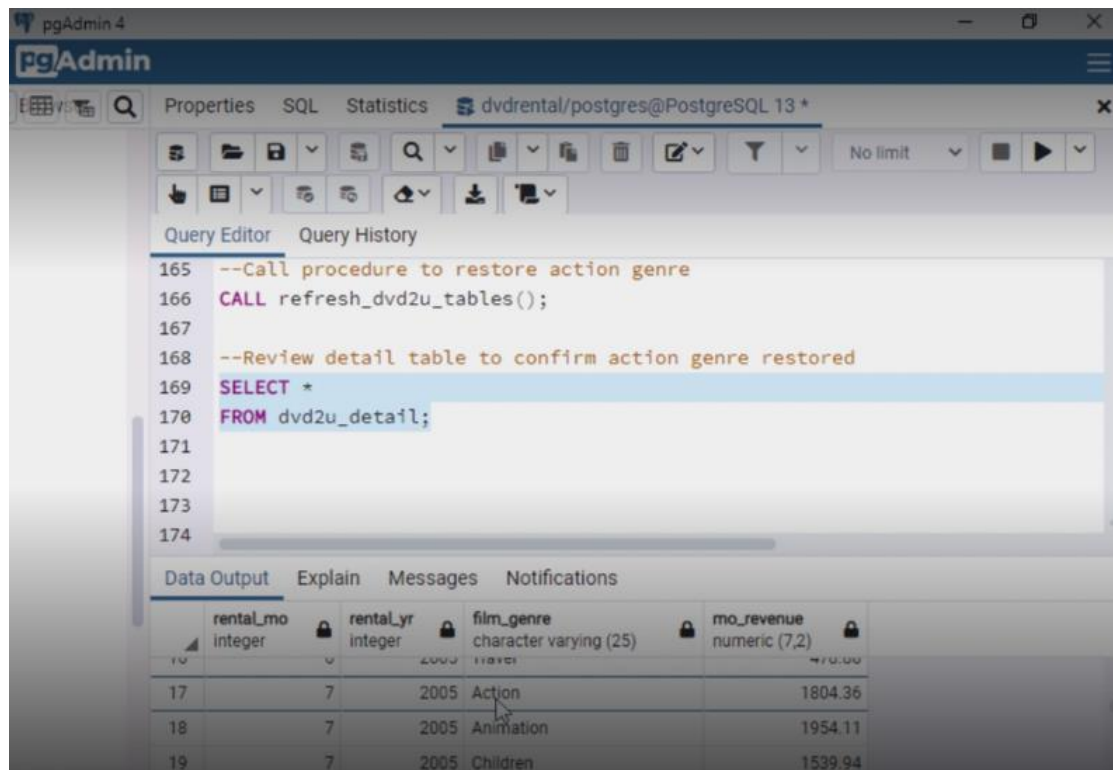 pgAdmin 4
pgAdmin
Properties SQL Statistics dvdrental/postgres@PostgreSQL 13 *
No limit
Query Editor Query History
165 --Call procedure to restore action genre
166 CALL refresh_dvd2u_tables();
167
168 --Review detail table to confirm action genre restored
169 SELECT *
170 FROM dvd2u_detail;
171
172
173
174
Data Output Explain Messages Notifications
rental_mo rental_yr film_genre mo_revenue
integer integer character varying (25) numeric (7,2)
17 7 2005 Action 1804.36
18 7 2005 Animation 1954.11
19 7 2005 Children 1539.94